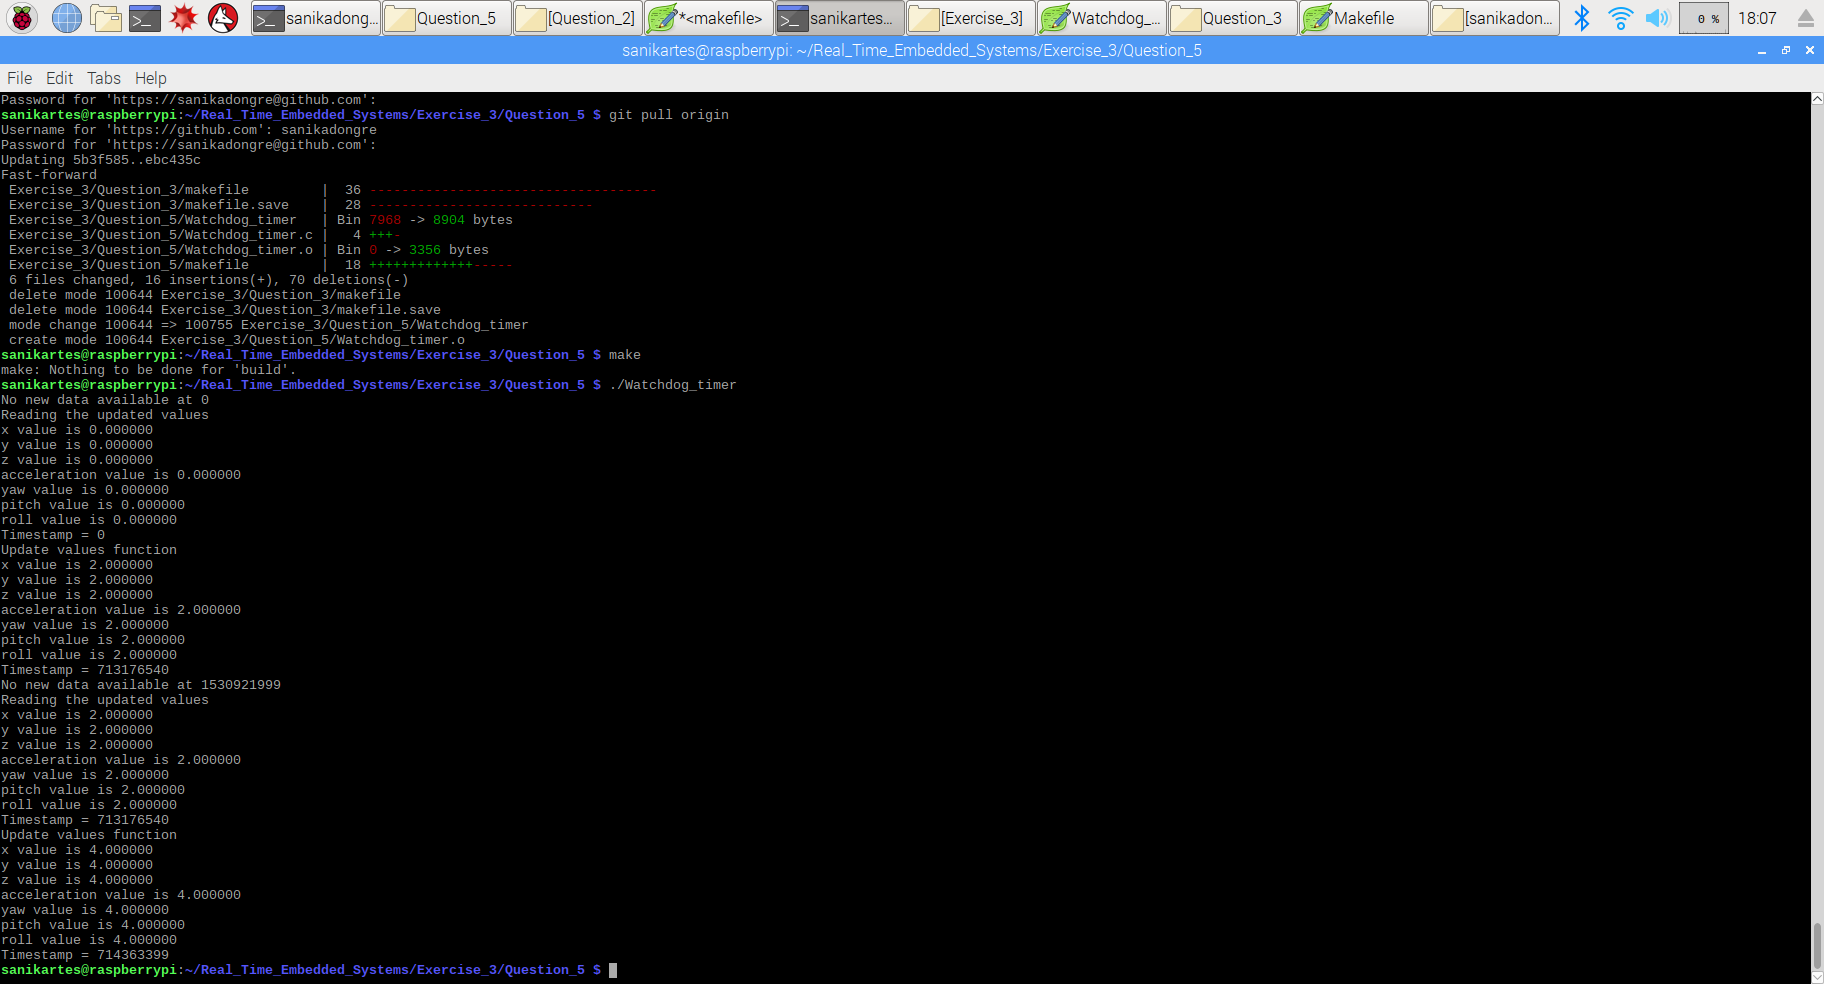 sanikadong... Question_5 [Question_2] *<makefile> sanikartes... [Exercise_3] Watchdog_... Question_3 Makefile [sanikadon... 0 % 18:07
sanikartes@raspberrypi: ~/Real_Time_Embedded_Systems/Exercise_3/Question_5
File Edit Tabs Help
Password for 'https://sanikadongre@github.com':
sanikartes@raspberrypi:~/Real_Time_Embedded_Systems/Exercise_3/Question_5 $ git pull origin
Username for 'https://github.com': sanikadongre
Password for 'https://sanikadongre@github.com':
Updating 5b3f585..ebc435c
Fast-forward
 Exercise_3/Question_3/makefile         |  36 ------------------------------------
 Exercise_3/Question_3/makefile.save    |  28 ----------------------------
 Exercise_3/Question_5/Watchdog_timer   | Bin 7968 -> 8904 bytes
 Exercise_3/Question_5/Watchdog_timer.c |   4 +++-
 Exercise_3/Question_5/Watchdog_timer.o | Bin 0 -> 3356 bytes
 Exercise_3/Question_5/makefile         |  18 +++++++++++++-----
 6 files changed, 16 insertions(+), 70 deletions(-)
 delete mode 100644 Exercise_3/Question_3/makefile
 delete mode 100644 Exercise_3/Question_3/makefile.save
 mode change 100644 => 100755 Exercise_3/Question_5/Watchdog_timer
 create mode 100644 Exercise_3/Question_5/Watchdog_timer.o
sanikartes@raspberrypi:~/Real_Time_Embedded_Systems/Exercise_3/Question_5 $ make
make: Nothing to be done for 'build'.
sanikartes@raspberrypi:~/Real_Time_Embedded_Systems/Exercise_3/Question_5 $ ./Watchdog_timer
No new data available at 0
Reading the updated values
x value is 0.000000
y value is 0.000000
z value is 0.000000
acceleration value is 0.000000
yaw value is 0.000000
pitch value is 0.000000
roll value is 0.000000
Timestamp = 0
Update values function
x value is 2.000000
y value is 2.000000
z value is 2.000000
acceleration value is 2.000000
yaw value is 2.000000
pitch value is 2.000000
roll value is 2.000000
Timestamp = 713176540
No new data available at 1530921999
Reading the updated values
x value is 2.000000
y value is 2.000000
z value is 2.000000
acceleration value is 2.000000
yaw value is 2.000000
pitch value is 2.000000
roll value is 2.000000
Timestamp = 713176540
Update values function
x value is 4.000000
y value is 4.000000
z value is 4.000000
acceleration value is 4.000000
yaw value is 4.000000
pitch value is 4.000000
roll value is 4.000000
Timestamp = 714363399
sanikartes@raspberrypi:~/Real_Time_Embedded_Systems/Exercise_3/Question_5 $